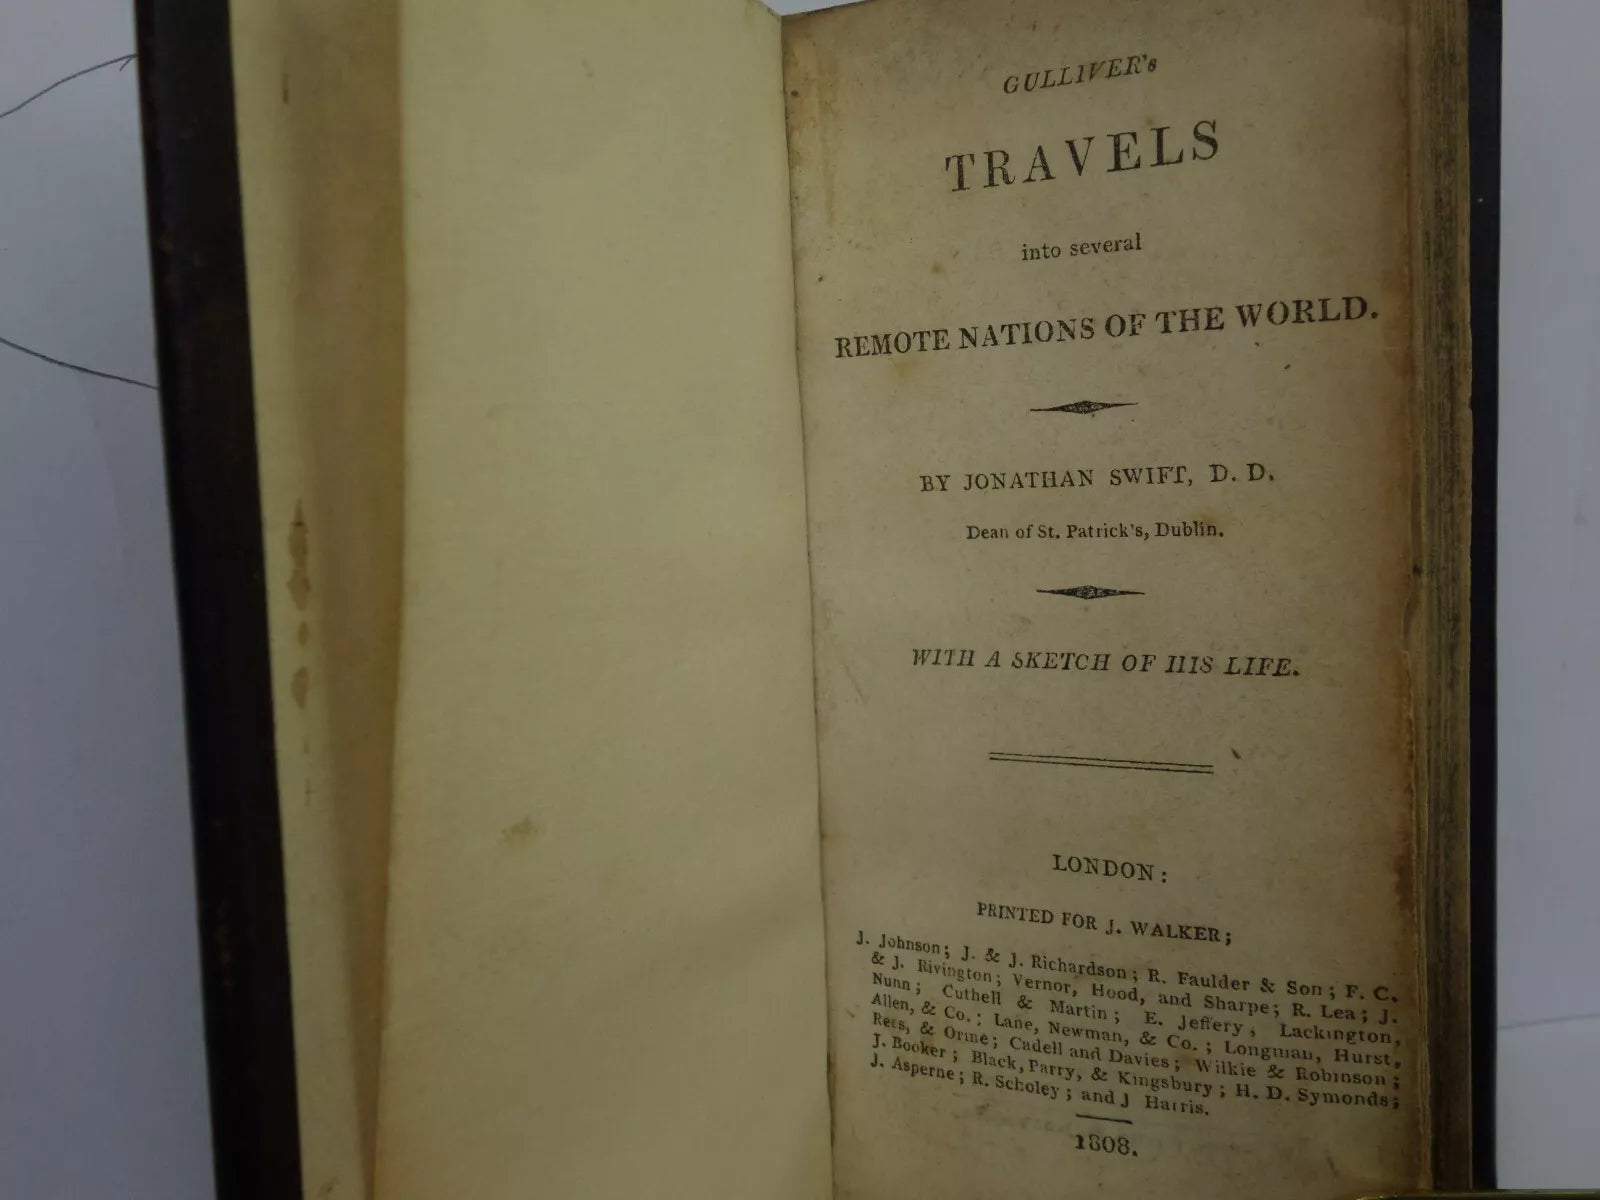 GULLIVER's
TRAVELS
into several
REMOTE NATIONS OF THE WORLD.
BY JONATHAN SWIFT, D. D.
Dean of St. Patrick's, Dublin.
WITH A SKETCH OF HIS LIFE.
LONDON:
PRINTED FOR J. WALKER;
J. Johnson; J. & J. Richardson; R. Faulder & Son; F. C.
& J. Rivington; Vernor, Hood, and Sharpe; R. Lea; J.
Nunn; Cuthell & Martin; E. Jeffery, Lackington,
Allen, & Co.; Lane, Newman, & Co.; Longman, Hurst,
Rees, & Orme; Cadell and Davies; Wilkie & Robinson;
J. Booker; Black, Parry, & Kingsbury; H. D. Symonds;
J. Asperne; R. Scholey; and J Harris.
1808.